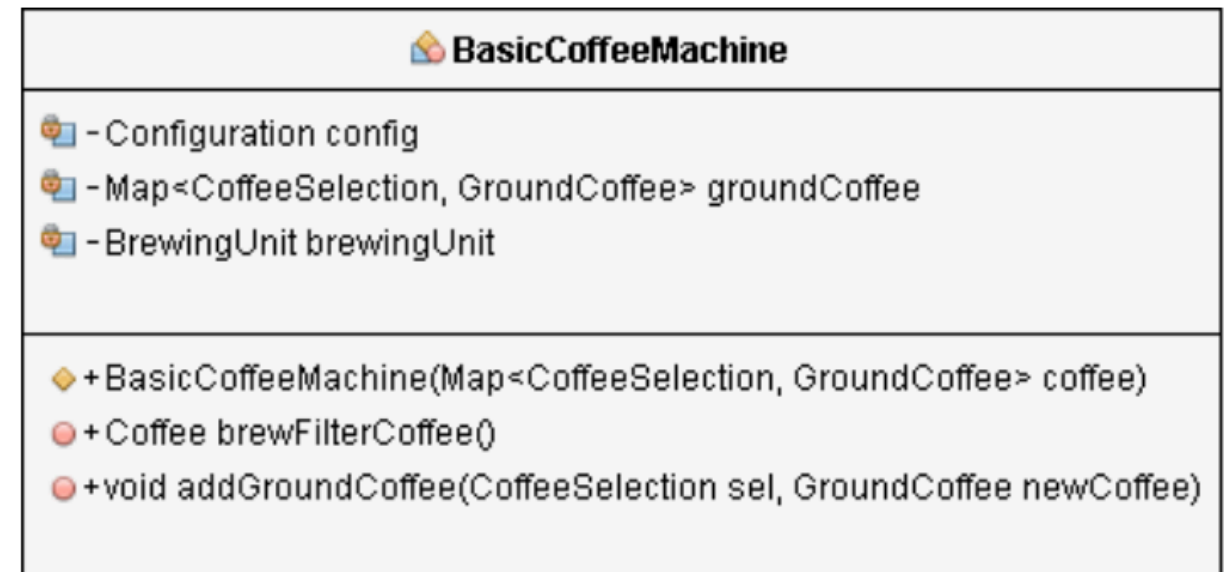 BasicCoffeeMachine
-Configuration config
-Map<CoffeeSelection, GroundCoffee> groundCoffee
-BrewingUnit brewingUnit
+BasicCoffeeMachine(Map<CoffeeSelection, GroundCoffee> coffee)
+Coffee brewFilterCoffee()
+void addGroundCoffee(CoffeeSelection sel, GroundCoffee newCoffee)